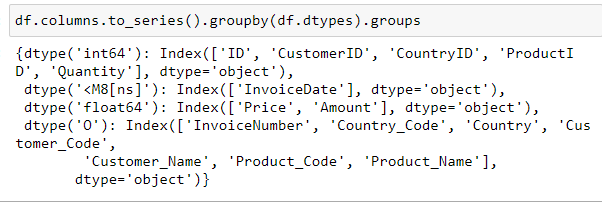 df.columns.to_series().groupby(df.dtypes).groups
{dtype('int64'): Index(['ID', 'CustomerID', 'CountryID', 'ProductI
D', 'Quantity'], dtype='object'),
 dtype('<M8[ns]'): Index(['InvoiceDate'], dtype='object'),
 dtype('float64'): Index(['Price', 'Amount'], dtype='object'),
 dtype('O'): Index(['InvoiceNumber', 'Country_Code', 'Country', 'Cus
tomer_Code',
        'Customer_Name', 'Product_Code', 'Product_Name'],
       dtype='object')}